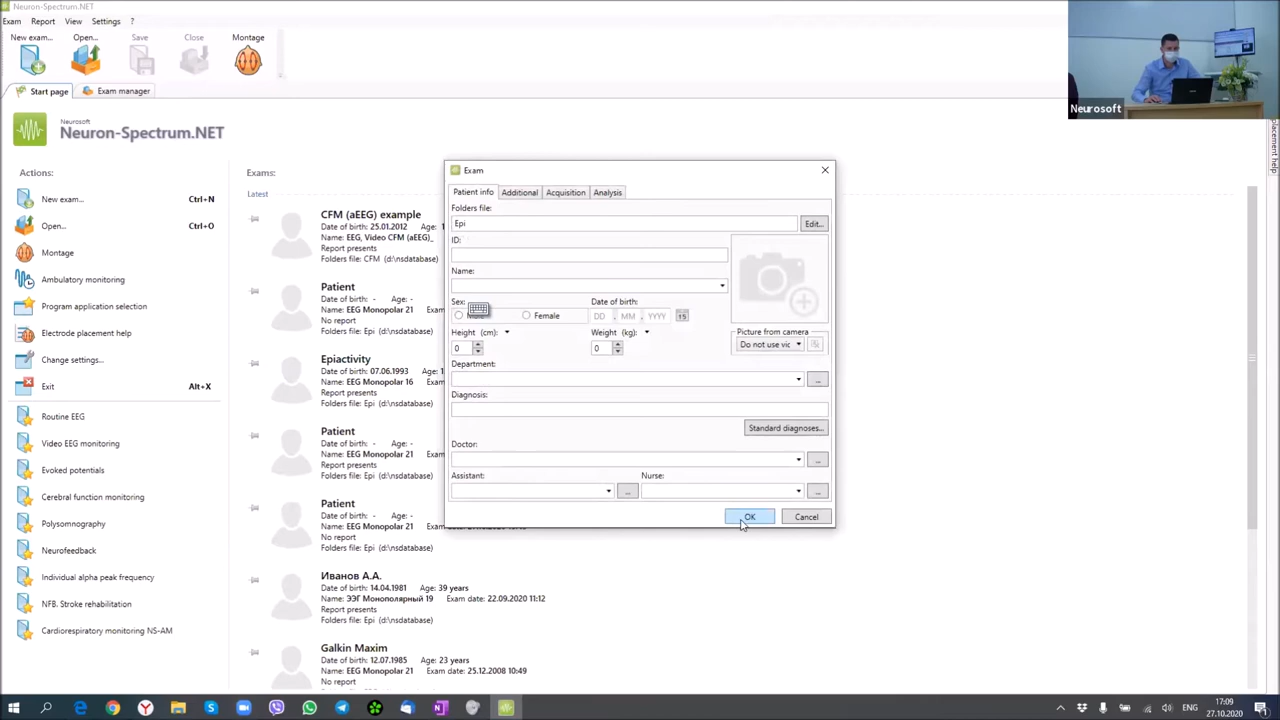 Neuron-Spectrum.NET
Exam Report View Settings ?
New exam... Open... Save Close Montage
Start page Exam manager
Neurosoft
Neuron-Spectrum.NET
Neurosoft
placement help
Actions:
New exam... Ctrl+N
Open... Ctrl+O
Montage
Ambulatory monitoring
Program application selection
Electrode placement help
Change settings...
Exit Alt+X
Routine EEG
Video EEG monitoring
Evoked potentials
Cerebral function monitoring
Polysomnography
Neurofeedback
Individual alpha peak frequency
NFB. Stroke rehabilitation
Cardiorespiratory monitoring NS-AM
Exams:
Latest
CFM (aEEG) example
Date of birth: 25.01.2012 Age:
Name: EEG, Video CFM (aEEG)_
Report presents
Folders file: CFM (d:\nsdatabase)
Patient
Date of birth: - Age: -
Name: EEG Monopolar 21 Exam
No report
Folders file: Epi (d:\nsdatabase)
Epiactivity
Date of birth: 07.06.1993 Age:
Name: EEG Monopolar 16 Exam
Report presents
Folders file: Epi (d:\nsdatabase)
Patient
Date of birth: - Age: -
Name: EEG Monopolar 21 Exam
Report presents
Folders file: Epi (d:\nsdatabase)
Patient
Date of birth: - Age: -
Name: EEG Monopolar 21
No report
Folders file: Epi (d:\nsdatabase)
Иванов А.А.
Date of birth: 14.04.1981 Age: 39 years
Name: ЭЭГ Монополярный 19 Exam date: 22.09.2020 11:12
Report presents
Folders file: Epi (d:\nsdatabase)
Galkin Maxim
Date of birth: 12.07.1985 Age: 23 years
Name: EEG Monopolar 21 Exam date: 25.12.2008 10:49
No report
Exam
Patient info Additional Acquisition Analysis
Folders file:
Epi Edit...
ID:
Name:
Sex: Date of birth:
Female DD . MM . YYYY 15
Height (cm): Weight (kg):
0 0
Picture from camera
Do not use vic
Department:
...
Diagnosis:
Standard diagnoses...
Doctor:
...
Assistant: Nurse:
... ...
OK Cancel
ENG
17:09
27.10.2020